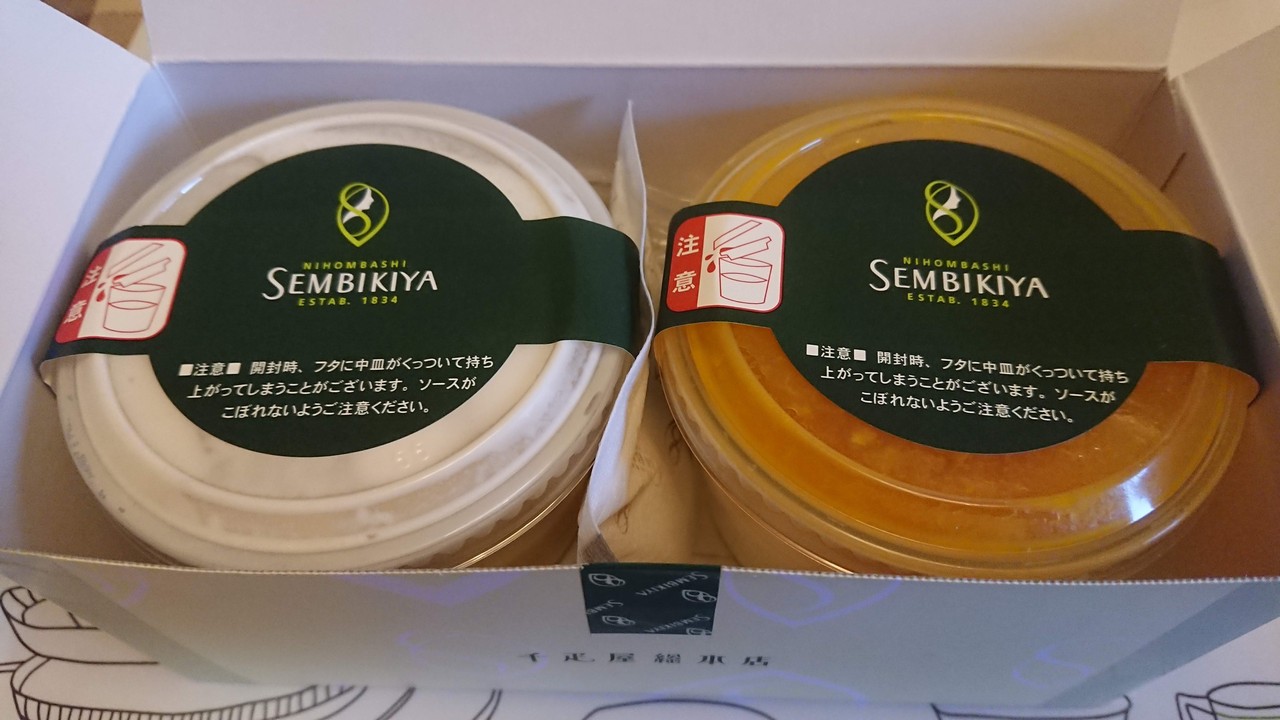 NIHOMBASHI
SEMBIKIYA
ESTAB. 1834
注意
■注意■ 開封時、フタに中皿がくっついて持ち
上がってしまうことがございます。ソースが
こぼれないようご注意ください。
NIHOMBASHI
SEMBIKIYA
ESTAB. 1834
注意
■注意■ 開封時、フタに中皿がくっついて持ち
上がってしまうことがございます。ソースが
こぼれないようご注意ください。
SEMBIKIYA
SEMBIKIYA
千疋屋總本店